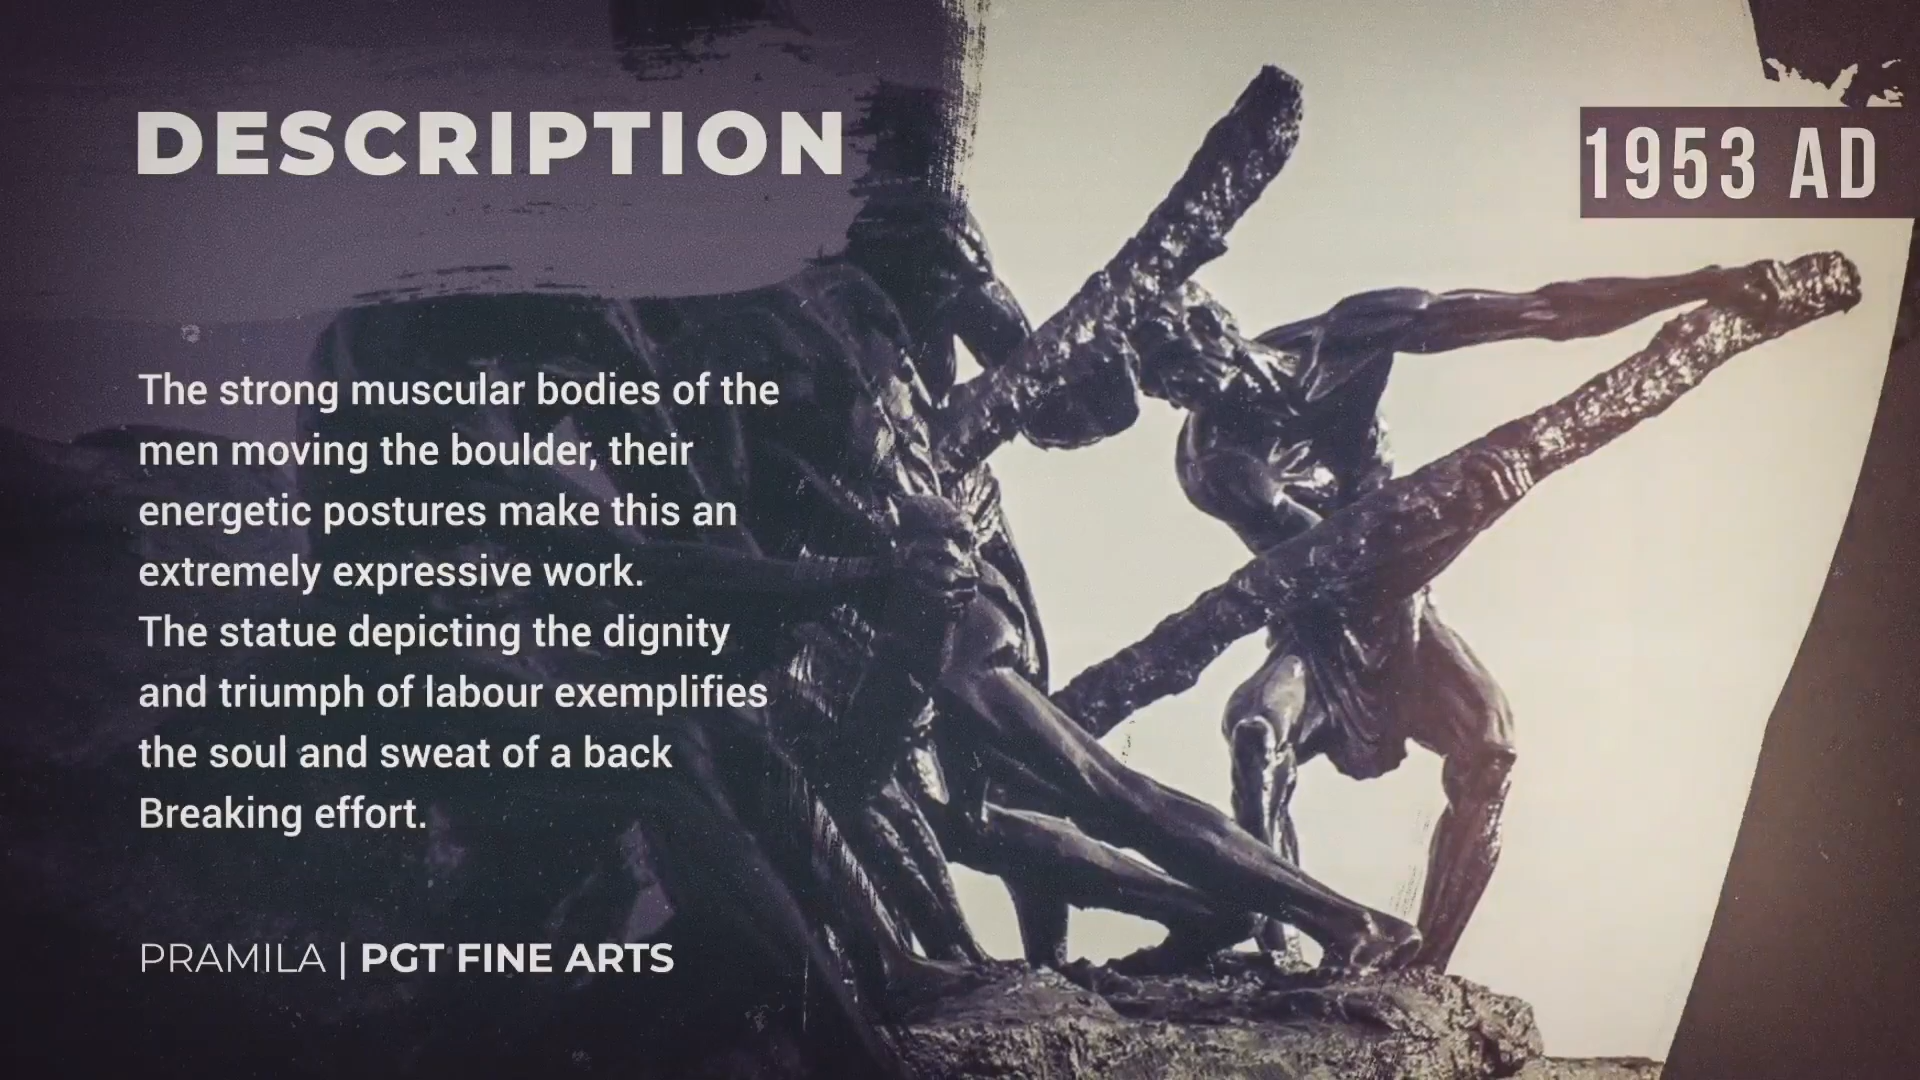 DESCRIPTION
1953 AD
The strong muscular bodies of the
men moving the boulder, their
energetic postures make this an
extremely expressive work.
The statue depicting the dignity
and triumph of labour exemplifies
the soul and sweat of a back
Breaking effort.
PRAMILA | PGT FINE ARTS